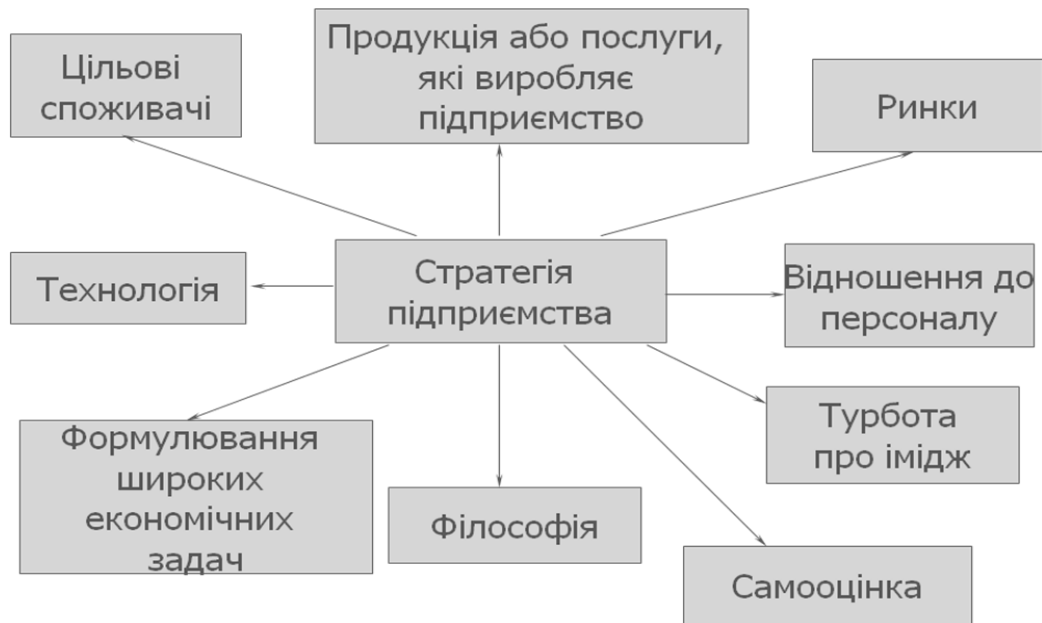 Цільові
споживачі
Продукція або послуги,
які виробляє
підприємство
Ринки
Технологія
Стратегія
підприємства
Відношення до
персоналу
Формулювання
широких
економічних
задач
Філософія
Турбота
про імідж
Самооцінка